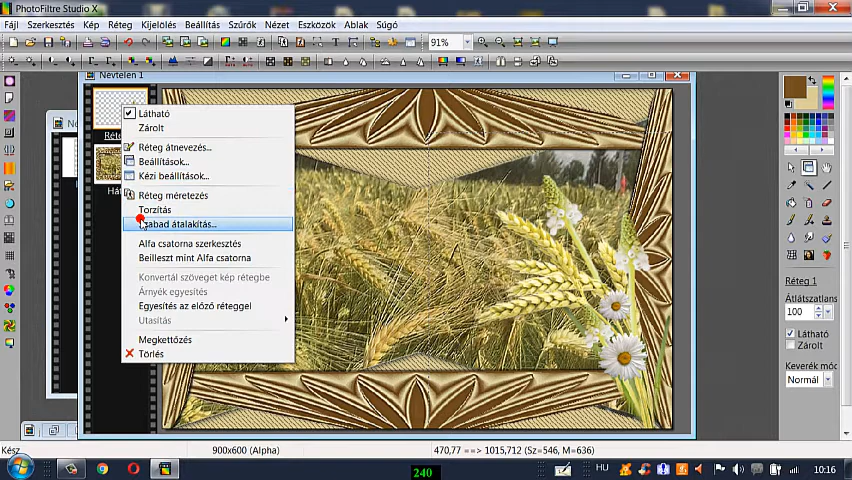 PhotoFiltre Studio X
Fájl Szerkesztés Kép Réteg Kijelölés Beállítás Szűrők Nézet Eszközök Ablak Súgó
91%
Névtelen 1
Látható
Zárolt
Réteg átnevezés...
Beállítások...
Kézi beállítások...
Réteg méretezés
Torzítás
Szabad átalakítás...
Alfa csatorna szerkesztés
Beilleszt mint Alfa csatorna
Konvertál szöveget kép rétegbe
Árnyék egyesítés
Egyesítés az előző réteggel
Utasítás
Megkettőzés
Törlés
Réteg 1
Átlátszatlans
100
Látható
Zárolt
Keverék mód
Normál
Kész
900x600 (Alpha)
470,77 ==> 1015,712 (Sz=546, M=636)
240
HU
10:16